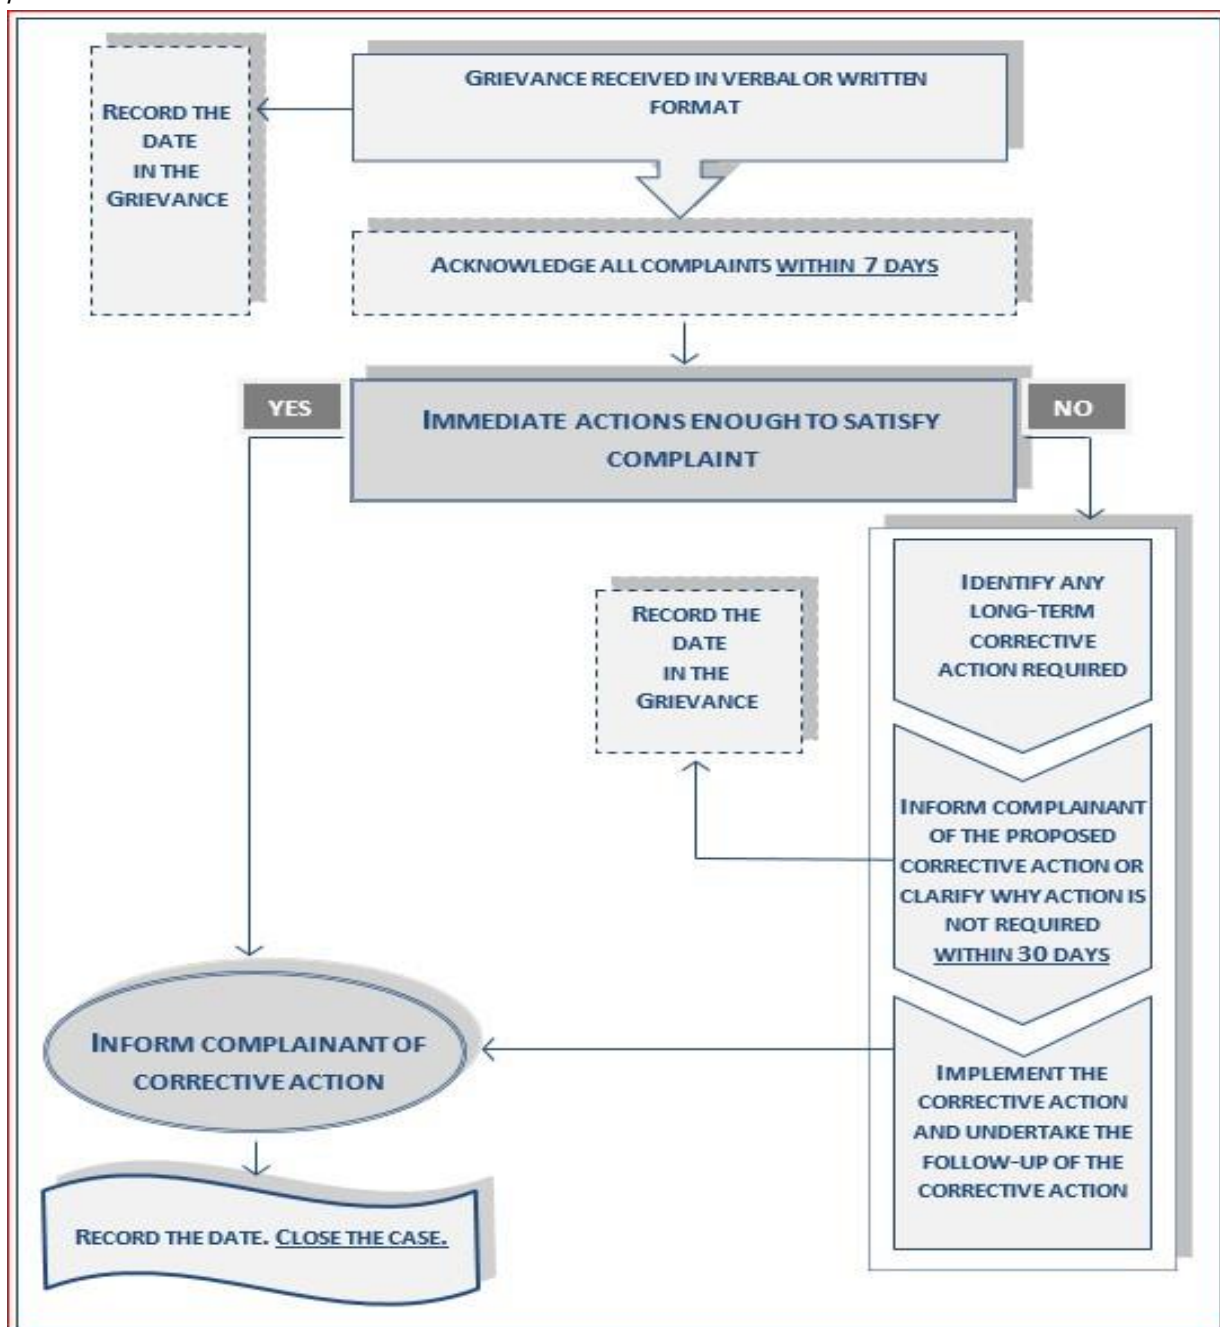 GRIEVANCE RECEIVED IN VERBAL OR WRITTEN
FORMAT
RECORD THE
DATE
IN THE
GRIEVANCE
ACKNOWLEDGE ALL COMPLAINTS WITHIN 7 DAYS
YES
IMMEDIATE ACTIONS ENOUGH TO SATISFY
COMPLAINT
NO
IDENTIFY ANY
LONG-TERM
CORRECTIVE
ACTION REQUIRED
RECORD THE
DATE
IN THE
GRIEVANCE
INFORM COMPLAINANT
OF THE PROPOSED
CORRECTIVE ACTION OR
CLARIFY WHY ACTION IS
NOT REQUIRED
WITHIN 30 DAYS
IMPLEMENT THE
CORRECTIVE ACTION
AND UNDERTAKE THE
FOLLOW-UP OF THE
CORRECTIVE ACTION
INFORM COMPLAINANT OF
CORRECTIVE ACTION
RECORD THE DATE. CLOSE THE CASE.